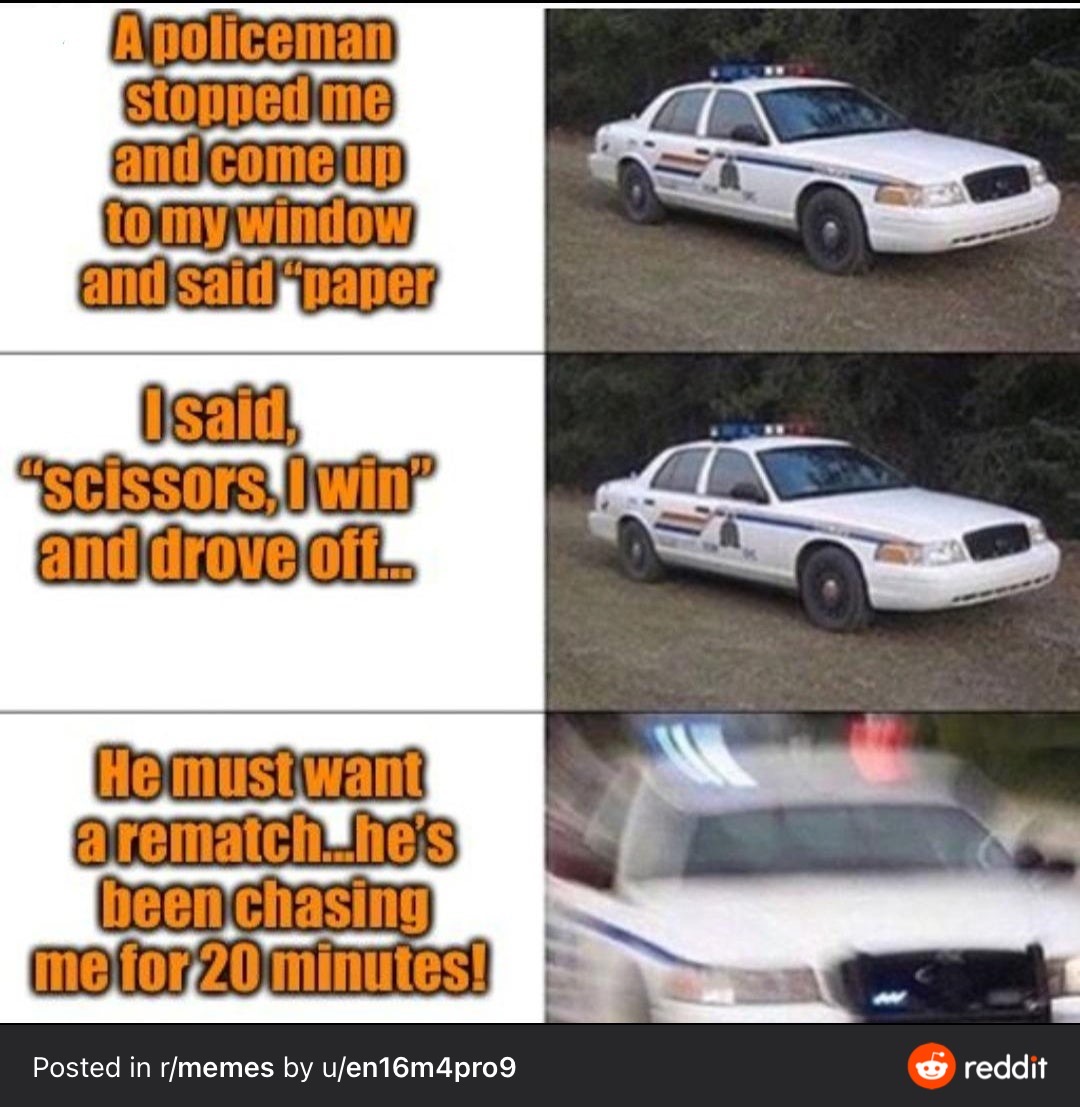 A policeman
stopped me
and come up
to my window
and said “paper
I said,
“scissors, I win”
and drove off...
He must want
a rematch...he’s
been chasing
me for 20 minutes!
Posted in r/memes by u/en16m4pro9
reddit